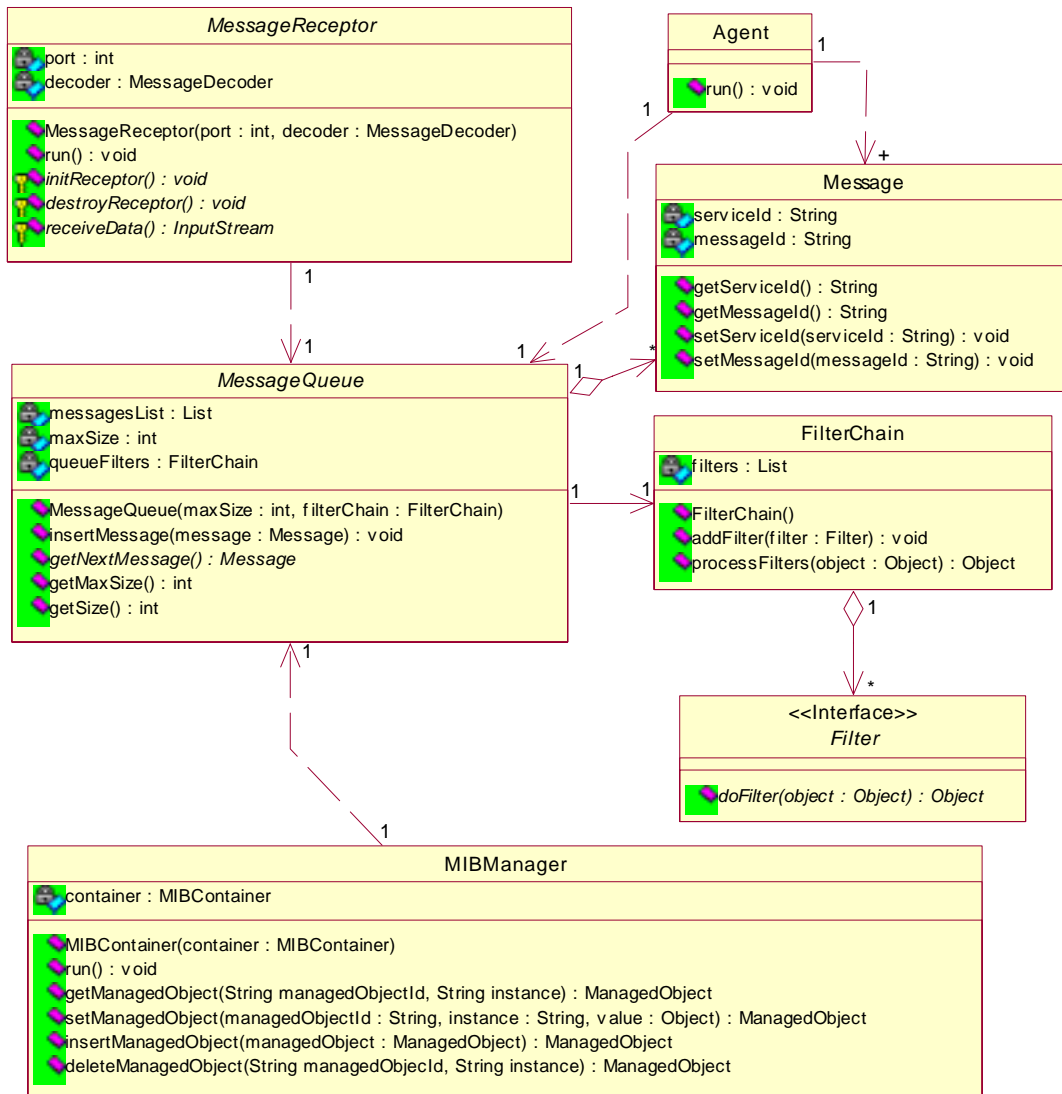 MessageReceptor
port : int
decoder : MessageDecoder
MessageReceptor(port : int, decoder : MessageDecoder)
run() : void
initReceptor() : void
destroyReceptor() : void
receiveData() : InputStream
Agent
run() : void
1
1
+
Message
serviceId : String
messageId : String
getServiceId() : String
getMessageId() : String
setServiceId(serviceId : String) : void
setMessageId(messageId : String) : void
1
1
1
1
*
MessageQueue
messagesList : List
maxSize : int
queueFilters : FilterChain
MessageQueue(maxSize : int, filterChain : FilterChain)
insertMessage(message : Message) : void
getNextMessage() : Message
getMaxSize() : int
getSize() : int
1
1
FilterChain
filters : List
FilterChain()
addFilter(filter : Filter) : void
processFilters(object : Object) : Object
1
*
<<Interface>>
Filter
doFilter(object : Object) : Object
1
1
MIBManager
container : MIBContainer
MIBContainer(container : MIBContainer)
run() : void
getManagedObject(String managedObjectId, String instance) : ManagedObject
setManagedObject(managedObjectId : String, instance : String, value : Object) : ManagedObject
insertManagedObject(managedObject : ManagedObject) : ManagedObject
deleteManagedObject(String managedObjecId, String instance) : ManagedObject